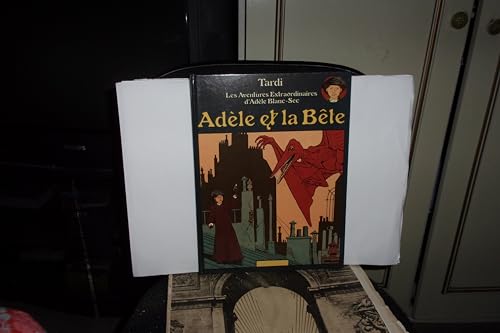 Tardi
Les Aventures Extraordinaires
d'Adèle Blanc-Sec
Adèle et la Bête